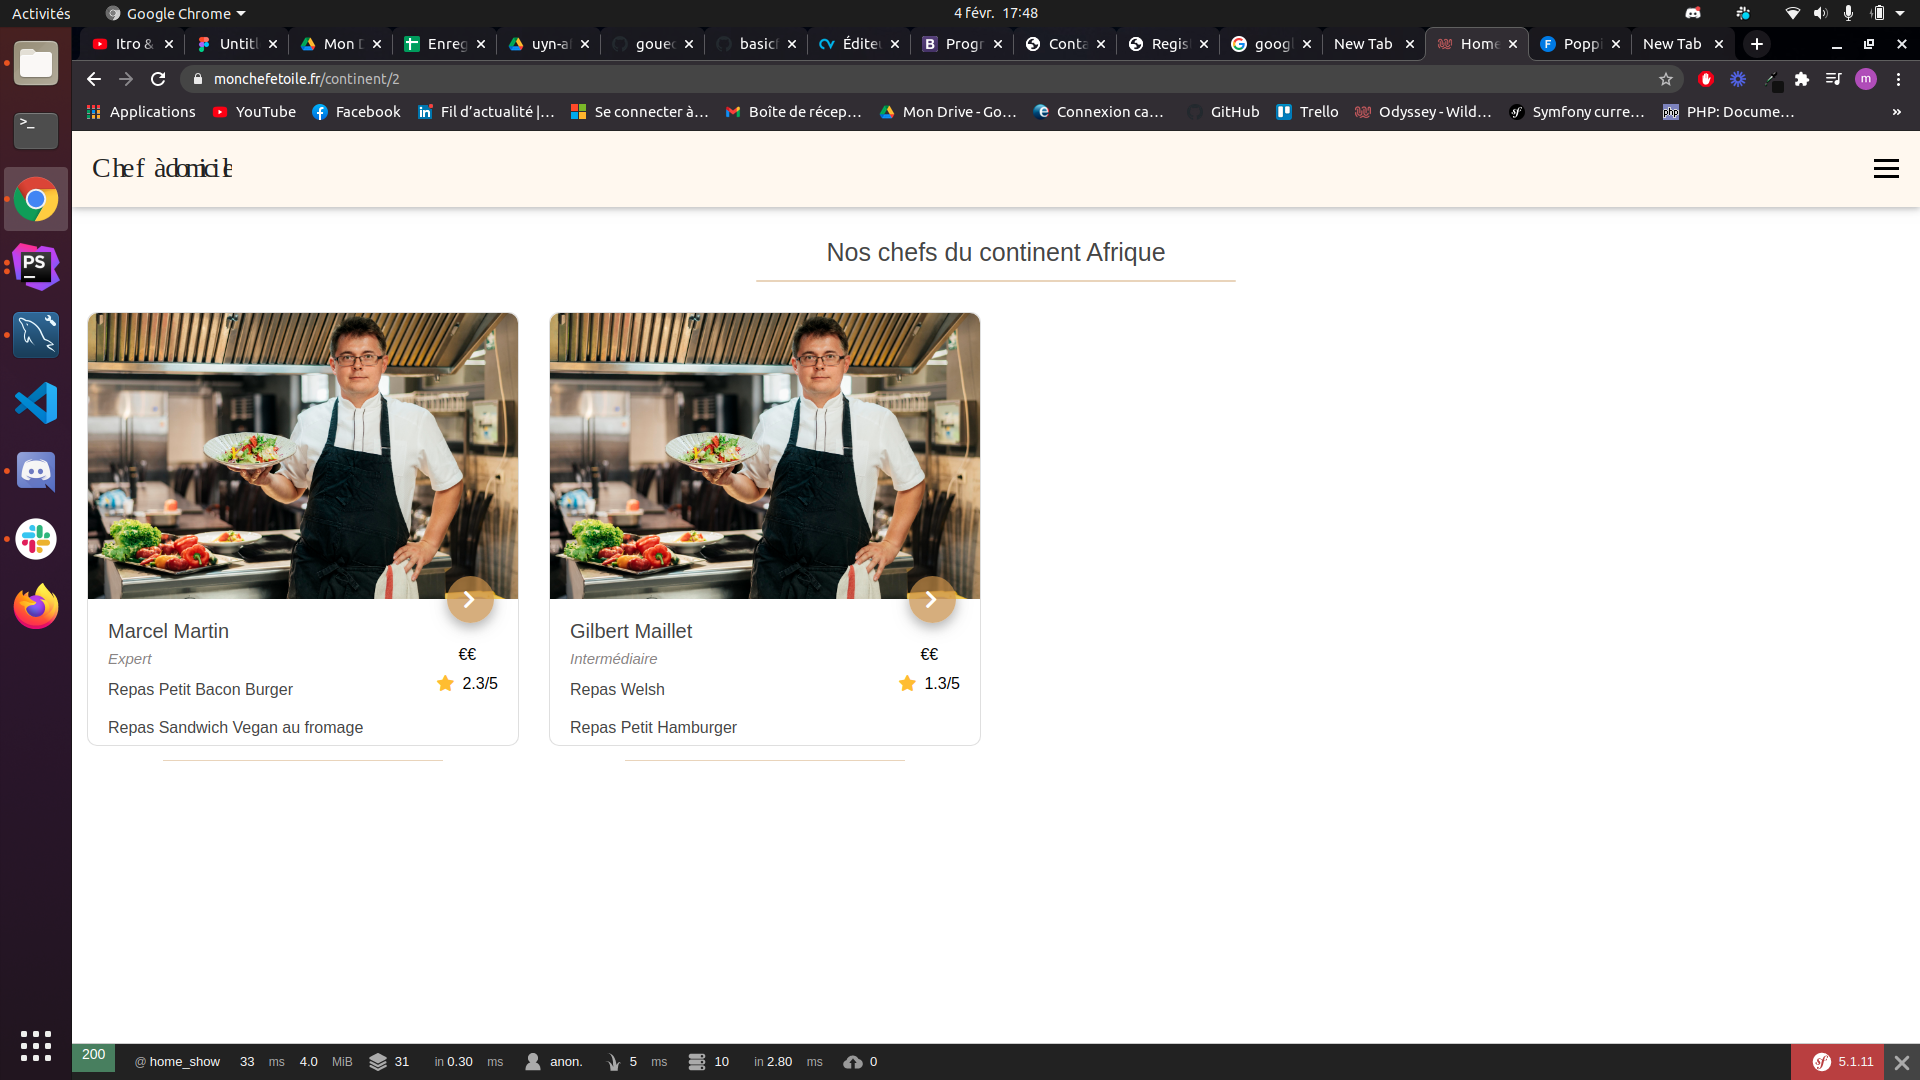 Activités
Google Chrome
4 févr. 17:48
Itro &
Untitl
Mon D
Enreg
uyn-al
goued
basicf
Éditeu
Progr
Conta
Regis
googl
New Tab
Home
Poppi
New Tab
monchefetoile.fr/continent/2
m
Applications
YouTube
Facebook
Fil d'actualité |…
Se connecter à…
Boîte de récep…
Mon Drive - Go…
Connexion ca…
GitHub
Trello
Odyssey - Wild…
Symfony curre…
PHP: Docume…
»
Chef à domicile
Nos chefs du continent Afrique
Marcel Martin
Expert
€€
2.3/5
Repas Petit Bacon Burger
Repas Sandwich Vegan au fromage
Gilbert Maillet
Intermédiaire
€€
1.3/5
Repas Welsh
Repas Petit Hamburger
200 @ home_show 33 ms 4.0 MiB 31 in 0.30 ms anon. 5 ms 10 in 2.80 ms 0 5.1.11